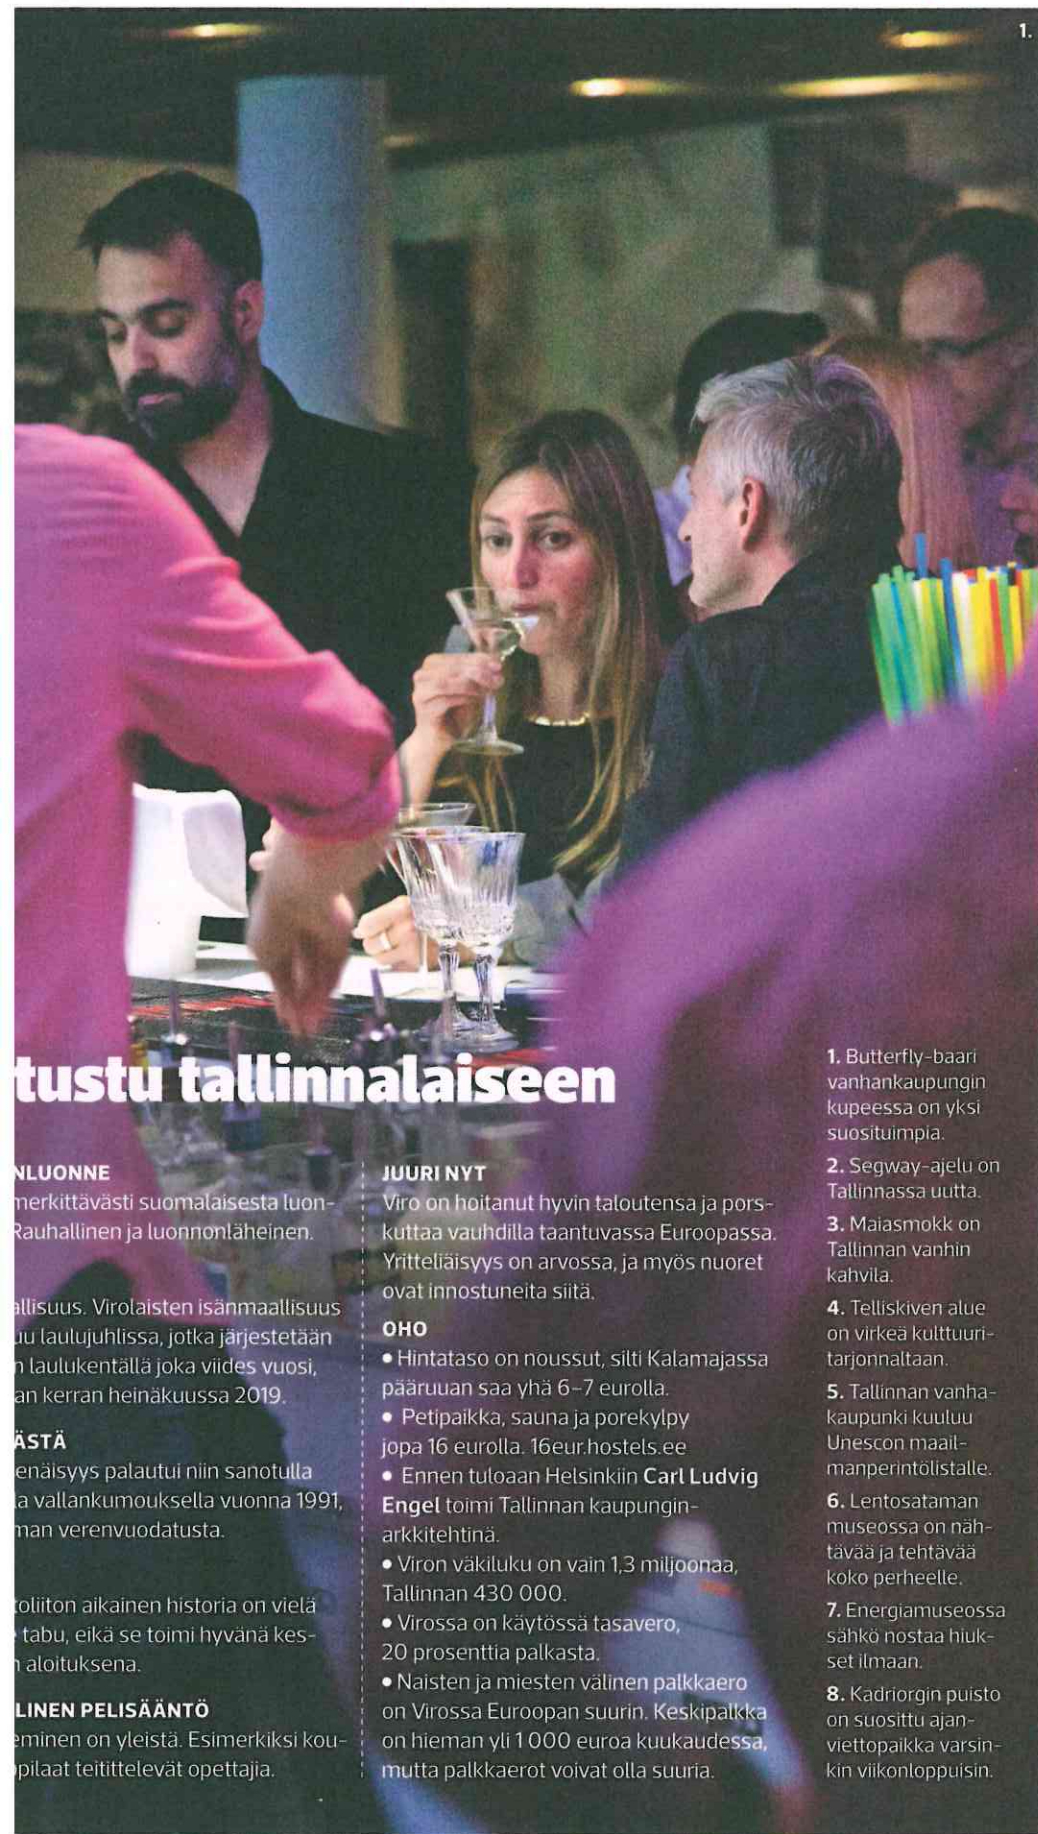 1.
tustu tallinnalaiseen
NLUONNE
merkittävästi suomalaisesta luon-
Rauhallinen ja luonnonläheinen.
allisuus. Virolaisten isänmaallisuus
uu laulujuhlissa, jotka järjestetään
n laulukentällä joka viides vuosi,
an kerran heinäkuussa 2019.
ÄSTÄ
enäisyys palautui niin sanotulla
la vallankumouksella vuonna 1991,
man verenvuodatusta.
toliiton aikainen historia on vielä
tabu, eikä se toimi hyvänä kes-
n aloituksena.
LINEN PELISÄÄNTÖ
eminen on yleistä. Esimerkiksi kou-
pilaat teitittelevät opettajia.
JUURI NYT
Viro on hoitanut hyvin taloutensa ja pors-
kuttaa vauhdilla taantuvassa Euroopassa.
Yritteliäisyys on arvossa, ja myös nuoret
ovat innostuneita siitä.
OHO
• Hintataso on noussut, silti Kalamajassa
pääruuan saa yhä 6–7 eurolla.
• Petipaikka, sauna ja porekylpy
jopa 16 eurolla. 16eur.hostels.ee
• Ennen tuloaan Helsinkiin Carl Ludvig
Engel toimi Tallinnan kaupungin-
arkkitehtinä.
• Viron väkiluku on vain 1,3 miljoonaa,
Tallinnan 430 000.
• Virossa on käytössä tasavero,
20 prosenttia palkasta.
• Naisten ja miesten välinen palkkaero
on Virossa Euroopan suurin. Keskipalkka
on hieman yli 1 000 euroa kuukaudessa,
mutta palkkaerot voivat olla suuria.
1. Butterfly-baari
vanhankaupungin
kupeessa on yksi
suosituimpia.
2. Segway-ajelu on
Tallinnassa uutta.
3. Maiasmokk on
Tallinnan vanhin
kahvila.
4. Telliskiven alue
on virkeä kulttuuri-
tarjonnaltaan.
5. Tallinnan vanha-
kaupunki kuuluu
Unescon maail-
manperintölistalle.
6. Lentosataman
museossa on näh-
tävää ja tehtävää
koko perheelle.
7. Energiamuseossa
sähkö nostaa hiuk-
set ilmaan.
8. Kadriorgin puisto
on suosittu ajan-
viettopaikka varsin-
kin viikonloppuisin.